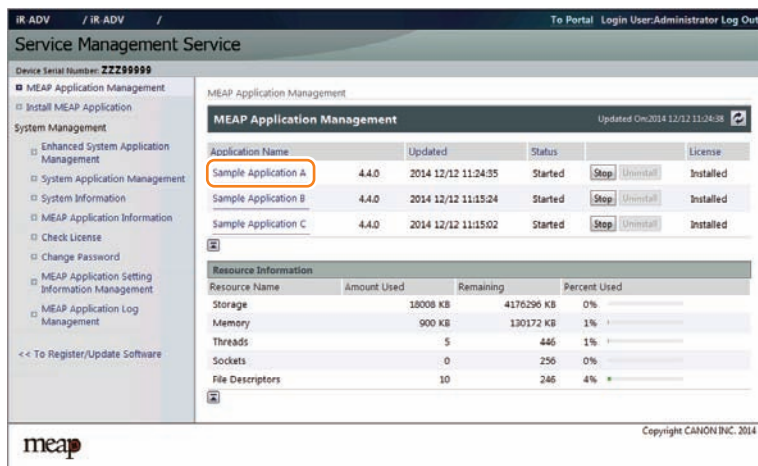 iR-ADV / iR-ADV / To Portal Login User:Administrator Log Out
Service Management Service
Device Serial Number: ZZZ99999
MEAP Application Management
Install MEAP Application
System Management
Enhanced System Application
Management
System Application Management
System Information
MEAP Application Information
Check License
Change Password
MEAP Application Setting
Information Management
MEAP Application Log
Management
<< To Register/Update Software
MEAP Application Management
MEAP Application Management Updated On:2014 12/12 11:24:38
Application Name Updated Status License
Sample Application A 4.4.0 2014 12/12 11:24:35 Started Stop Uninstall Installed
Sample Application B 4.4.0 2014 12/12 11:15:24 Started Stop Uninstall Installed
Sample Application C 4.4.0 2014 12/12 11:15:02 Started Stop Uninstall Installed
Resource Information
Resource Name Amount Used Remaining Percent Used
Storage 18008 KB 4176296 KB 0%
Memory 900 KB 130172 KB 1%
Threads 5 446 1%
Sockets 0 256 0%
File Descriptors 10 246 4%
Copyright CANON INC. 2014
meap